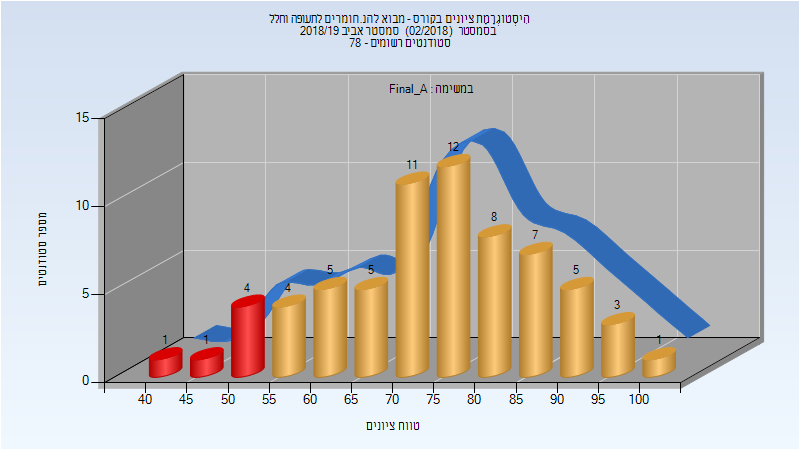 היסטוגרמת ציונים בקורס - מבוא להנ.חומרים לתעופה וחלל
בסמסטר (02/2018) סמסטר אביב 2018/19
סטודנטים רשומים - 78
במשימה : Final_A
מספר סטודנטים
15
10
5
0
1
1
4
4
5
5
11
12
8
7
5
3
1
40 45 50 55 60 65 70 75 80 85 90 95 100
טווח ציונים